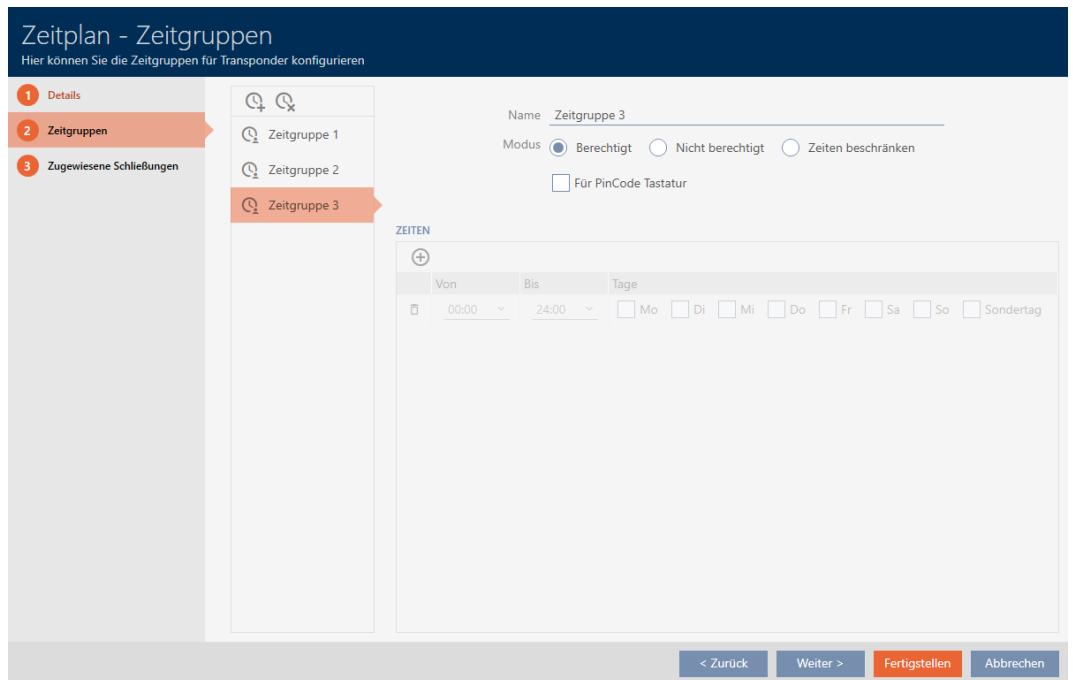 Zeitplan - Zeitgruppen
Hier können Sie die Zeitgruppen für Transponder konfigurieren
1 Details
2 Zeitgruppen
3 Zugewiesene Schließungen
Zeitgruppe 1
Zeitgruppe 2
Zeitgruppe 3
Name Zeitgruppe 3
Modus Berechtigt Nicht berechtigt Zeiten beschränken
Für PinCode Tastatur
ZEITEN
Von Bis Tage
00:00 24:00 Mo Di Mi Do Fr Sa So Sondertag
< Zurück Weiter > Fertigstellen Abbrechen